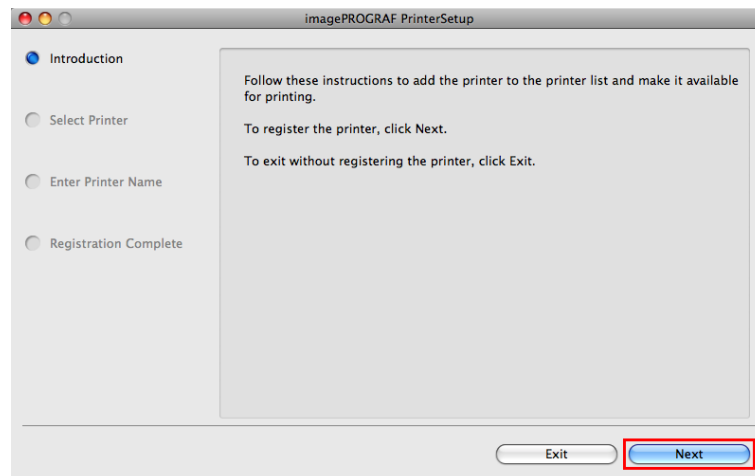 imagePROGRAF PrinterSetup
Introduction
Select Printer
Enter Printer Name
Registration Complete
Follow these instructions to add the printer to the printer list and make it available
for printing.
To register the printer, click Next.
To exit without registering the printer, click Exit.
Exit
Next